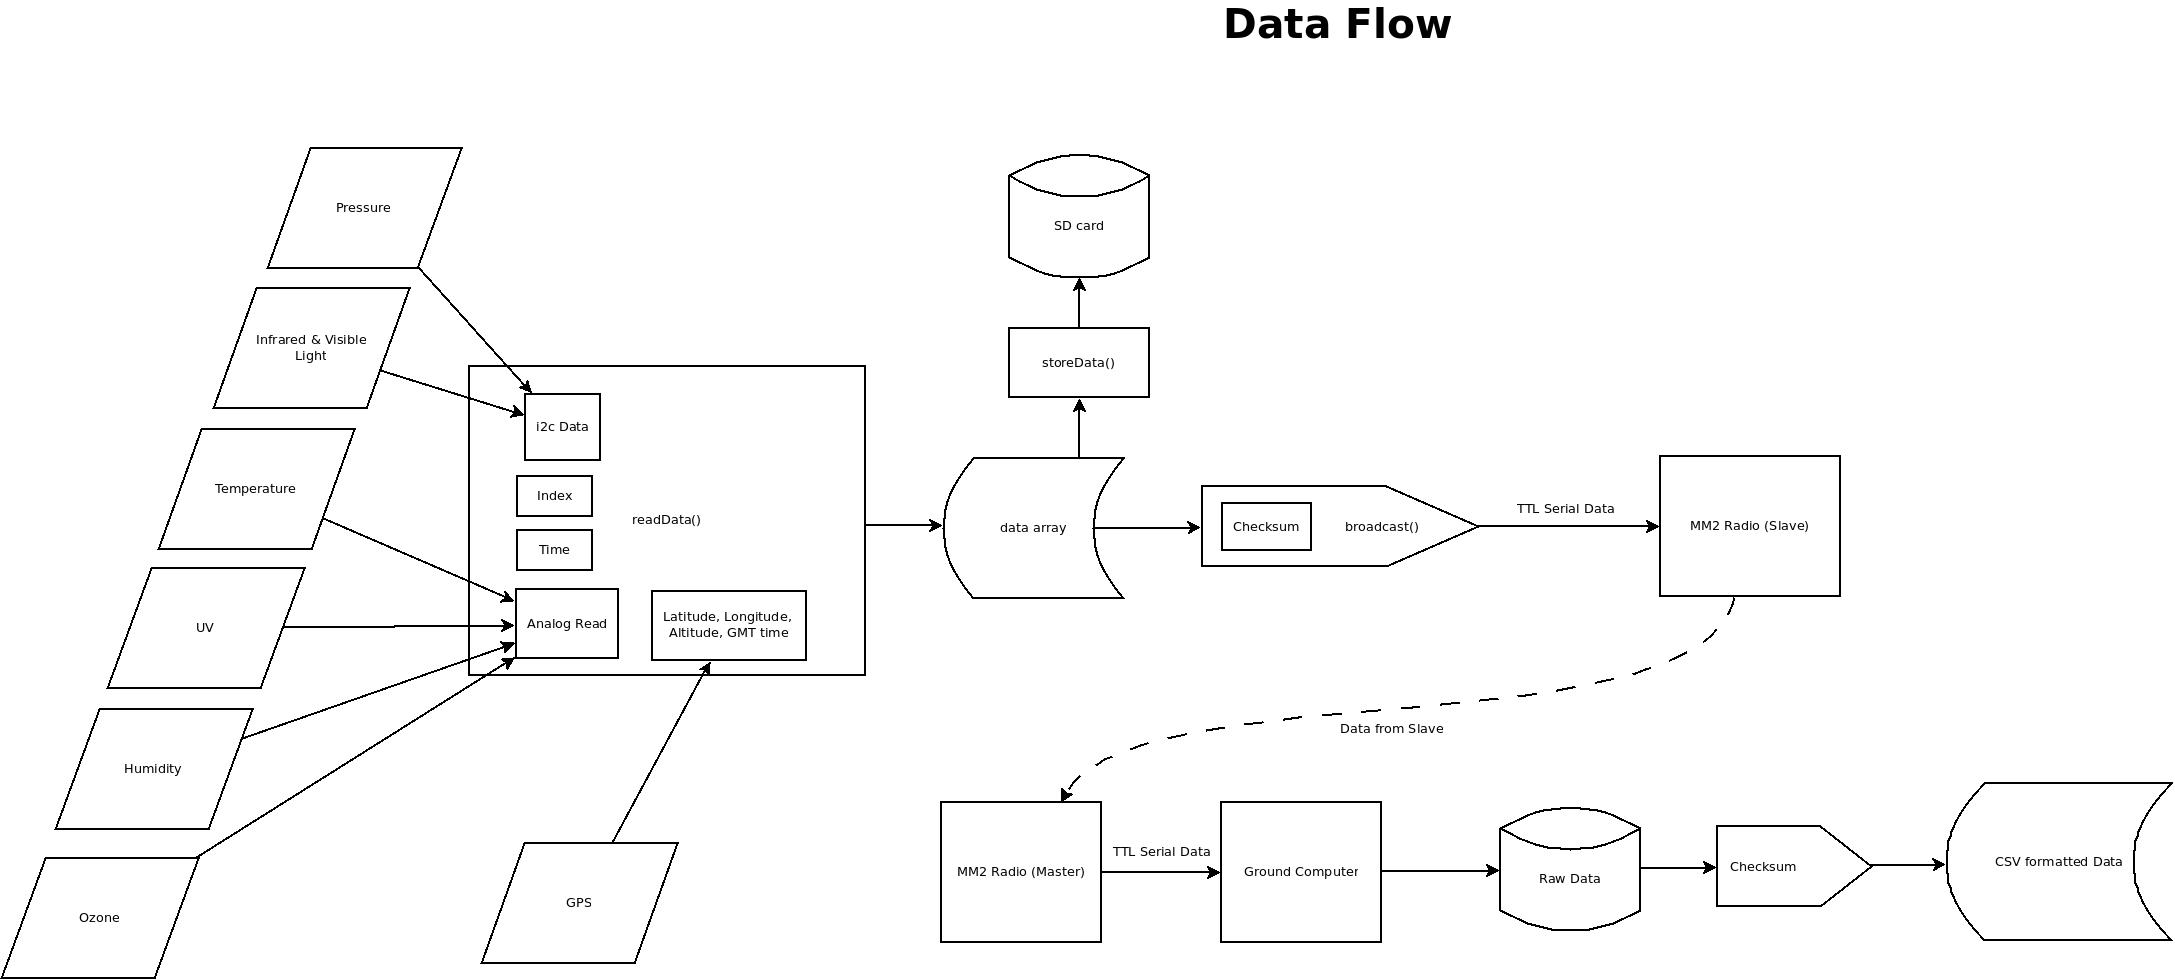 Data Flow
Pressure
Infrared & Visible
Light
Temperature
UV
Humidity
Ozone
GPS
i2c Data
Index
Time
readData()
Analog Read
Latitude, Longitude,
Altitude, GMT time
SD card
storeData()
data array
Checksum
broadcast()
TTL Serial Data
MM2 Radio (Slave)
Data from Slave
MM2 Radio (Master)
TTL Serial Data
Ground Computer
Raw Data
Checksum
CSV formatted Data